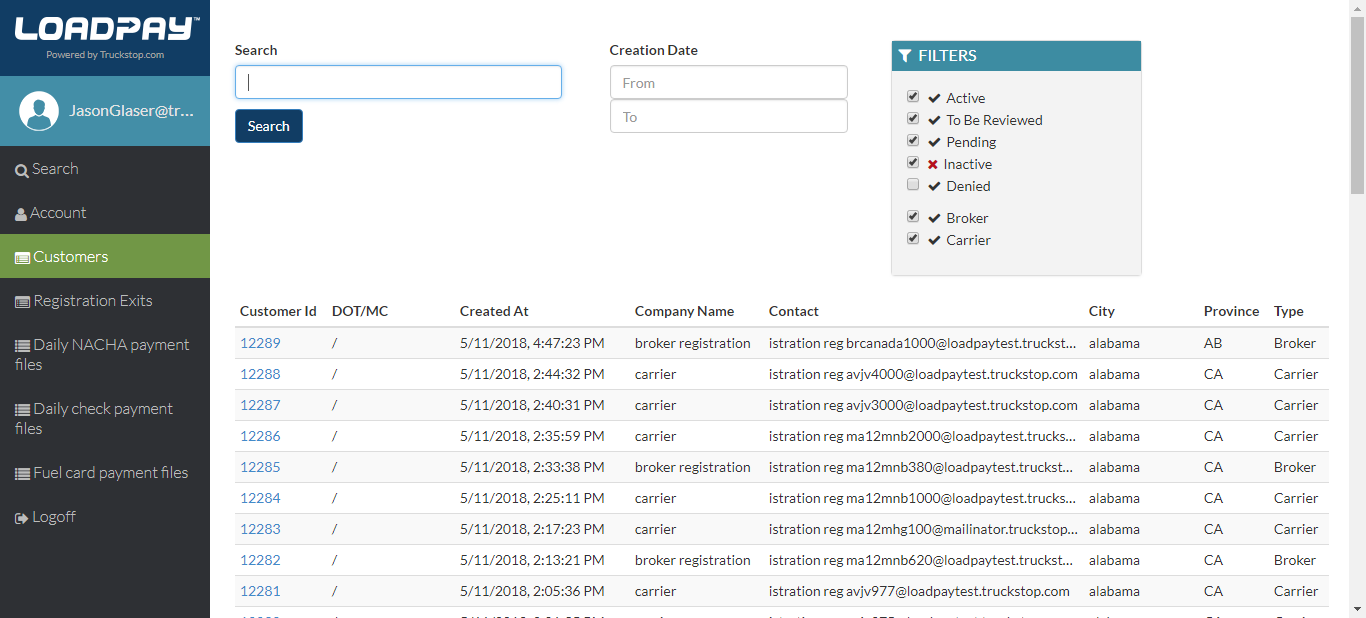 LOADPAY™
Powered by Truckstop.com
JasonGlaser@tr...
Search
Account
Customers
Registration Exits
Daily NACHA payment
files
Daily check payment
files
Fuel card payment files
Logoff
Search
Search
Creation Date
From
To
FILTERS
Active
To Be Reviewed
Pending
Inactive
Denied
Broker
Carrier
Customer Id DOT/MC Created At Company Name Contact City Province Type
12289 / 5/11/2018, 4:47:23 PM broker registration istration reg brcanada1000@loadpaytest.truckst... alabama AB Broker
12288 / 5/11/2018, 2:44:32 PM carrier istration reg avjv4000@loadpaytest.truckstop.com alabama CA Carrier
12287 / 5/11/2018, 2:40:31 PM carrier istration reg avjv3000@loadpaytest.truckstop.com alabama CA Carrier
12286 / 5/11/2018, 2:35:59 PM carrier istration reg ma12mnb2000@loadpaytest.trucks... alabama CA Carrier
12285 / 5/11/2018, 2:33:38 PM broker registration istration reg ma12mnb380@loadpaytest.truckst... alabama CA Broker
12284 / 5/11/2018, 2:25:11 PM carrier istration reg ma12mnb1000@loadpaytest.trucks... alabama CA Carrier
12283 / 5/11/2018, 2:17:23 PM carrier istration reg ma12mhg100@mailinator.truckstop... alabama CA Carrier
12282 / 5/11/2018, 2:13:21 PM broker registration istration reg ma12mnb620@loadpaytest.truckst... alabama CA Broker
12281 / 5/11/2018, 2:05:36 PM carrier istration reg avjv977@loadpaytest.truckstop.com alabama CA Carrier